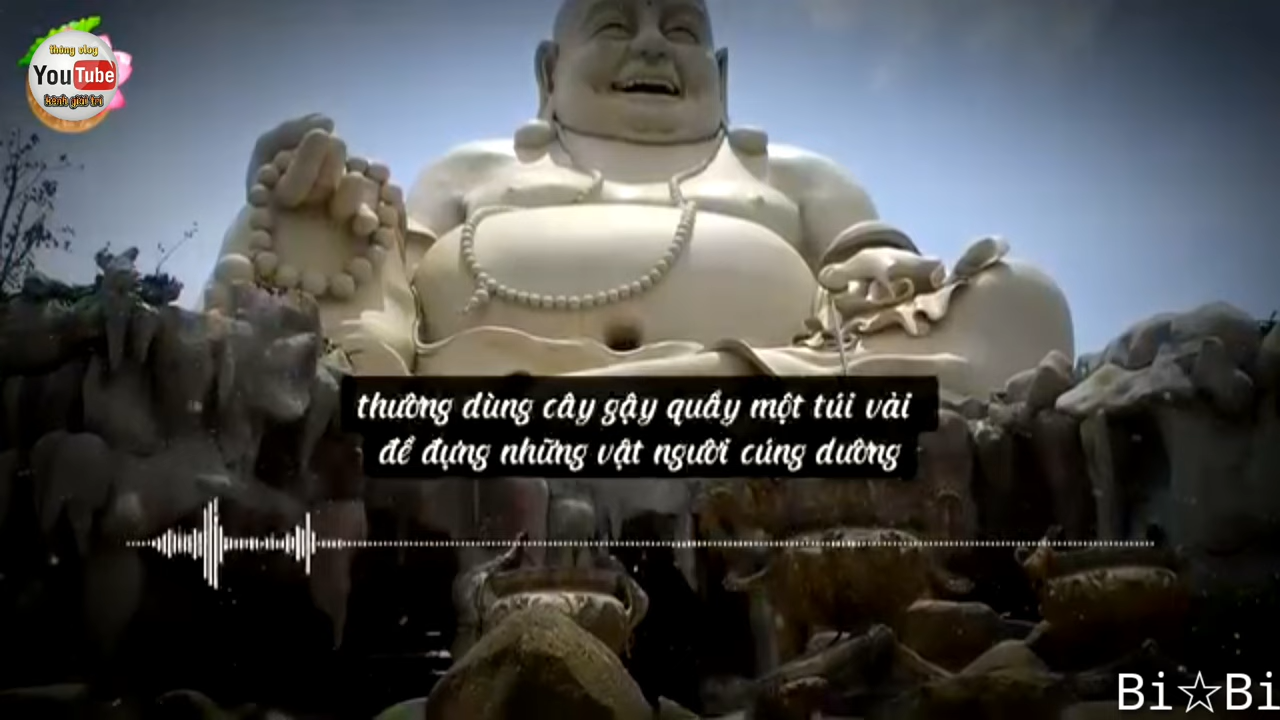 thắng vlog
YouTube
kênh giải trí
thường dùng cây gậy quẩy một túi vải
để đựng những vật người cúng dường
Bi☆Bi